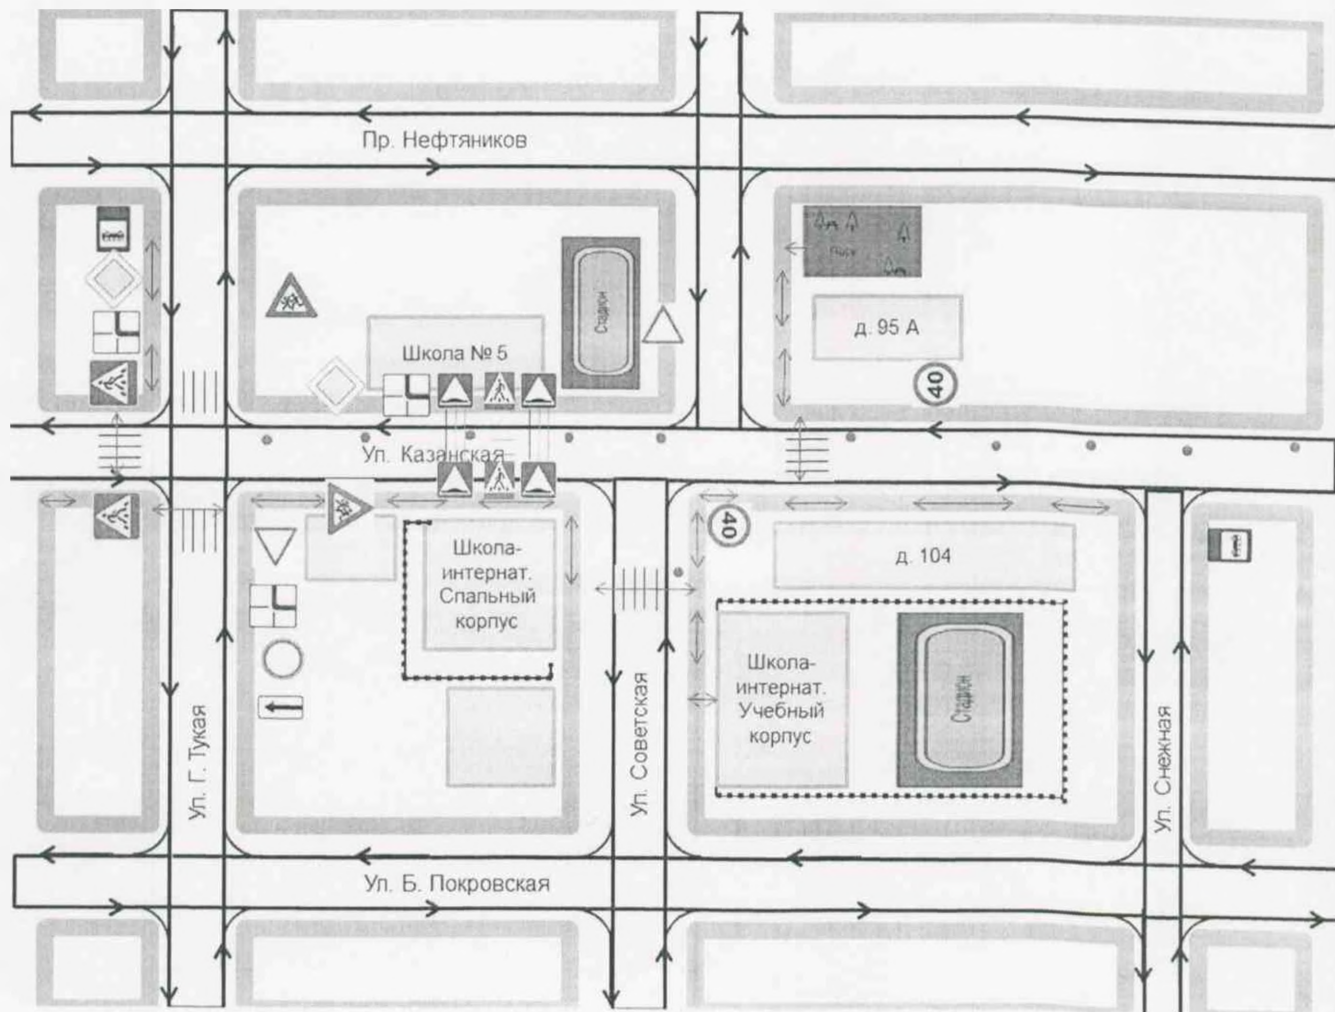 Пр. Нефтяников
Стадион
Школа № 5
д. 95 А
40
Ул. Казанская
40
Школа-
интернат.
Спальный
корпус
д. 104
Школа-
интернат.
Учебный
корпус
Стадион
Ул. Г. Тукая
Ул. Советская
Ул. Снежная
Ул. Б. Покровская